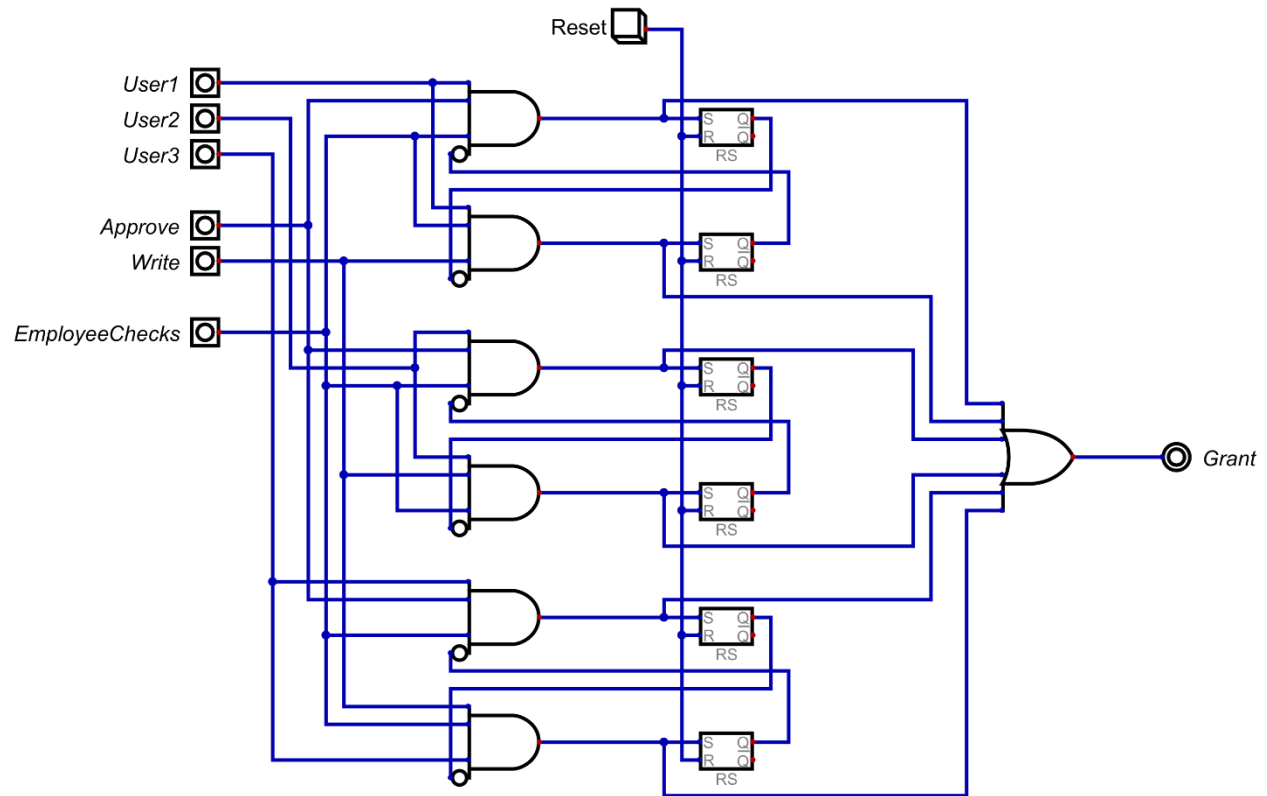 Reset
User1
User2
User3
Approve
Write
EmployeeChecks
S Q
R Q
RS
S Q
R Q
RS
S Q
R Q
RS
S Q
R Q
RS
Grant
S Q
R Q
RS
S Q
R Q
RS